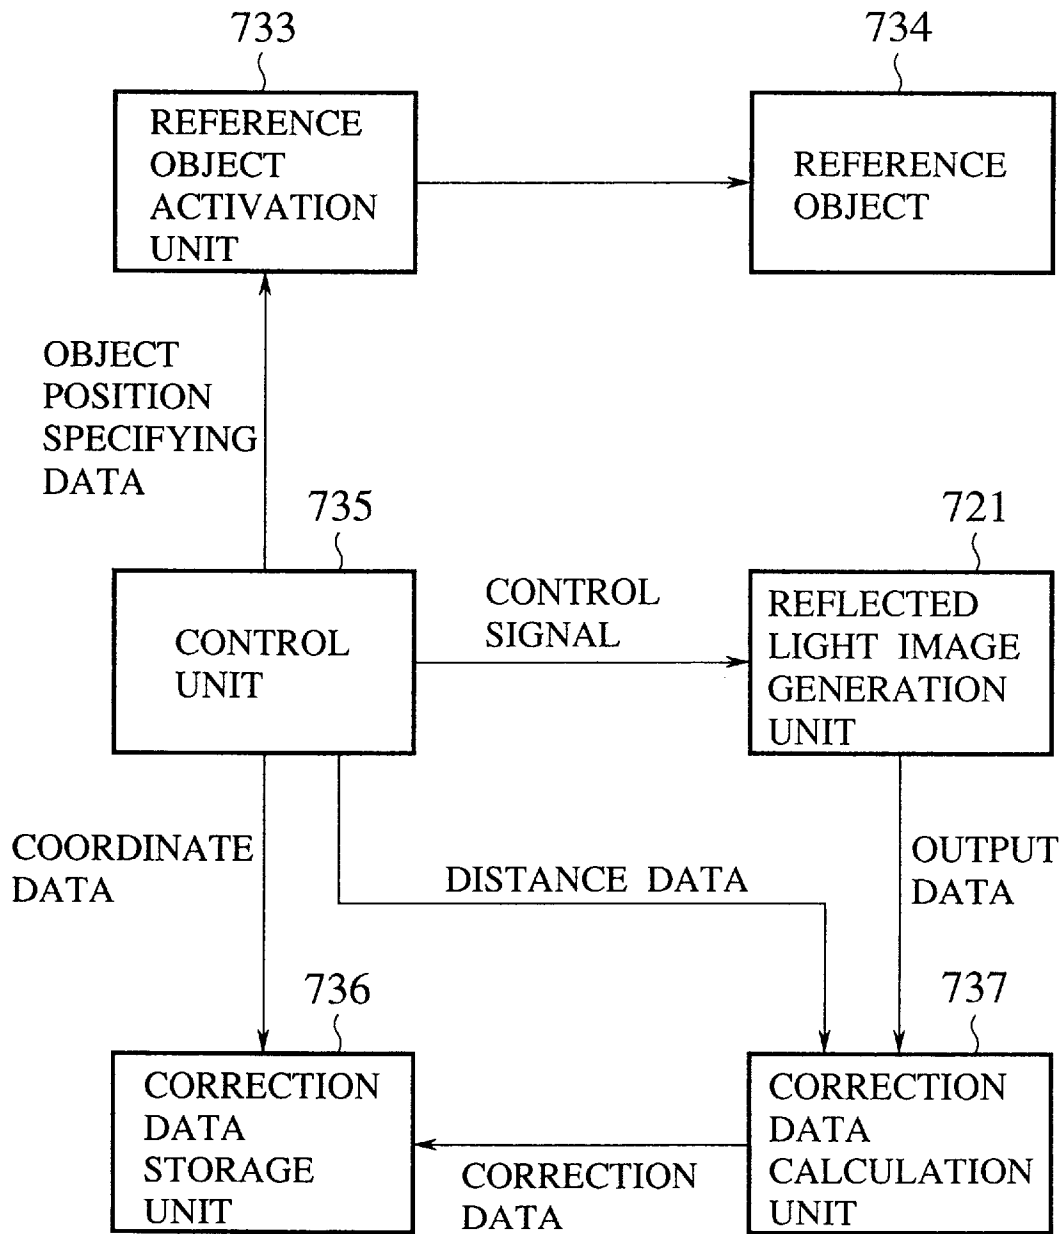 733
734
REFERENCE
OBJECT
ACTIVATION
UNIT
REFERENCE
OBJECT
OBJECT
POSITION
SPECIFYING
DATA
735
721
CONTROL
UNIT
CONTROL
SIGNAL
REFLECTED
LIGHT IMAGE
GENERATION
UNIT
COORDINATE
DATA
DISTANCE DATA
OUTPUT
DATA
736
737
CORRECTION
DATA
STORAGE
UNIT
CORRECTION
DATA
CORRECTION
DATA
CALCULATION
UNIT